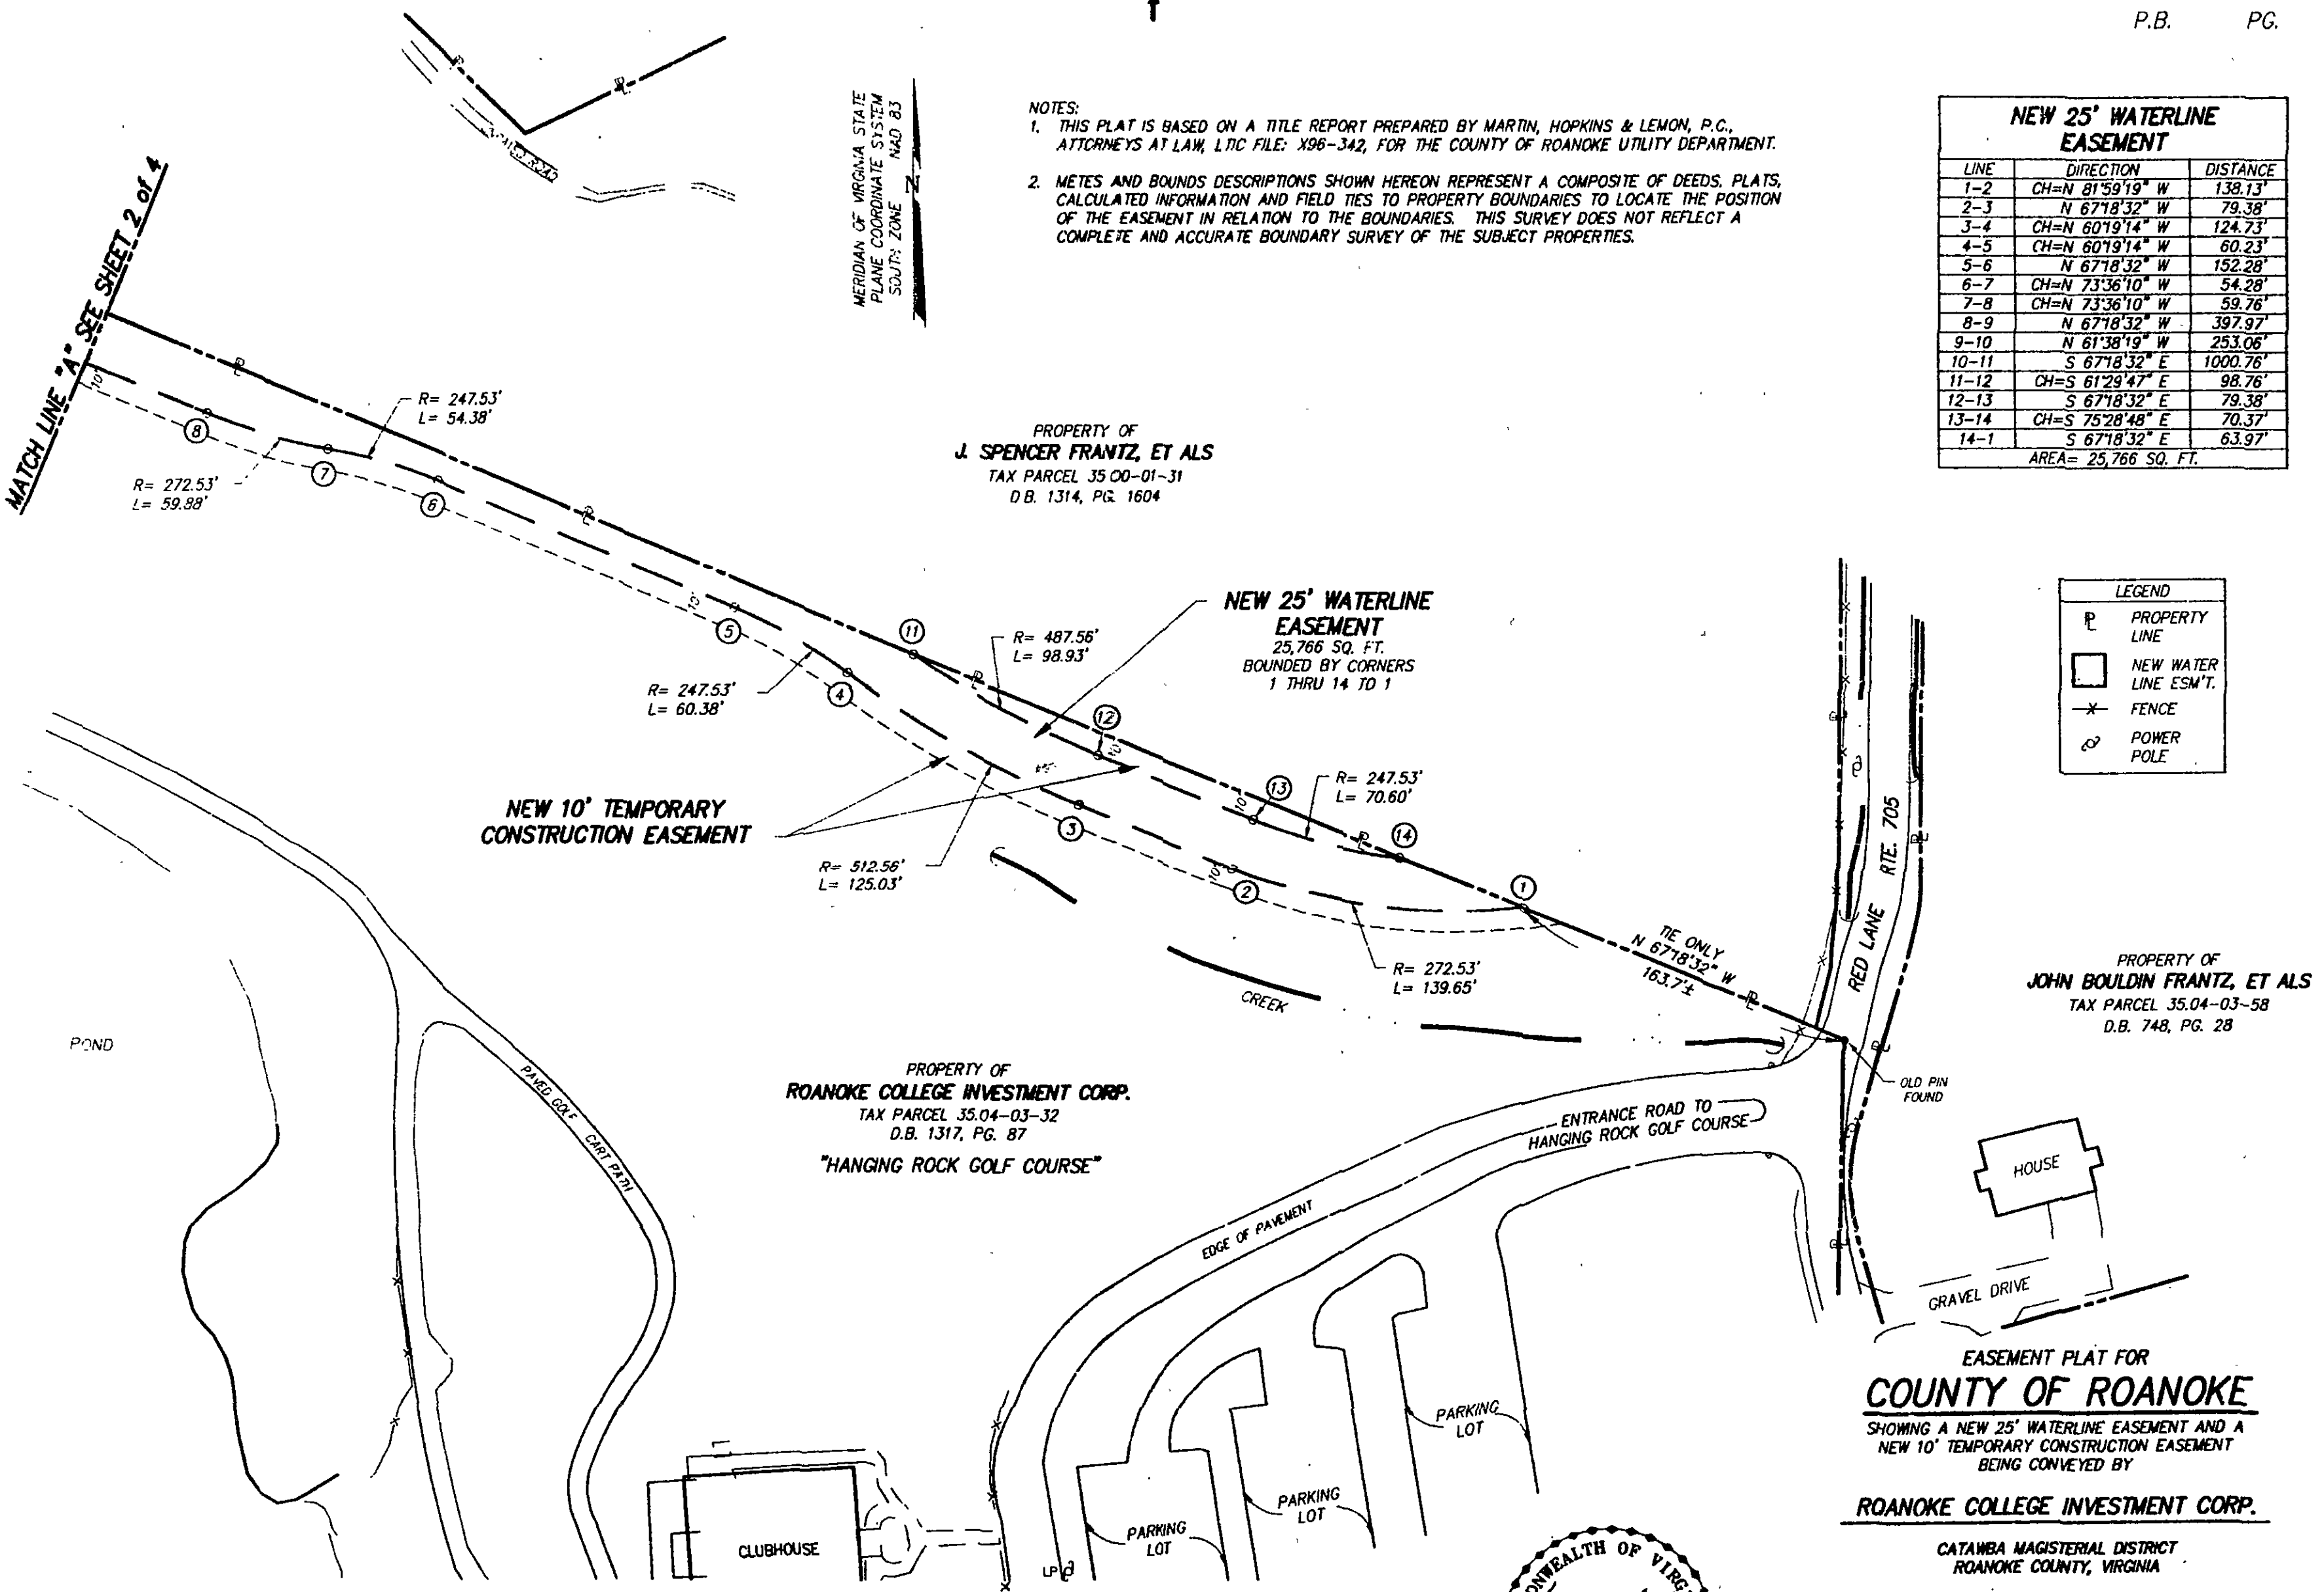 P.B. PG.
MERIDIAN OF VIRGINIA STATE
PLANE COORDINATE SYSTEM
SOUTH ZONE NAD 83
NOTES:
1. THIS PLAT IS BASED ON A TITLE REPORT PREPARED BY MARTIN, HOPKINS & LEMON, P.C.,
ATTORNEYS AT LAW, LTIC FILE: X96-342, FOR THE COUNTY OF ROANOKE UTILITY DEPARTMENT.
2. METES AND BOUNDS DESCRIPTIONS SHOWN HEREON REPRESENT A COMPOSITE OF DEEDS, PLATS,
CALCULATED INFORMATION AND FIELD TIES TO PROPERTY BOUNDARIES TO LOCATE THE POSITION
OF THE EASEMENT IN RELATION TO THE BOUNDARIES. THIS SURVEY DOES NOT REFLECT A
COMPLETE AND ACCURATE BOUNDARY SURVEY OF THE SUBJECT PROPERTIES.
NEW 25' WATERLINE
EASEMENT
LINE DIRECTION DISTANCE
1-2 CH=N 81°59'19" W 138.13'
2-3 N 67°18'32" W 79.38'
3-4 CH=N 60°19'14" W 124.73'
4-5 CH=N 60°19'14" W 60.23'
5-6 N 67°18'32" W 152.28'
6-7 CH=N 73°36'10" W 54.28'
7-8 CH=N 73°36'10" W 59.76'
8-9 N 67°18'32" W 397.97'
9-10 N 61°38'19" W 253.06'
10-11 S 67°18'32" E 1000.76'
11-12 CH=S 61°29'47" E 98.76'
12-13 S 67°18'32" E 79.38'
13-14 CH=S 75°28'48" E 70.37'
14-1 S 67°18'32" E 63.97'
AREA= 25,766 SQ. FT.
MATCH LINE "A" SEE SHEET 2 of 4
10'
8
7
6
R= 247.53'
L= 54.38'
R= 272.53'
L= 59.88'
PROPERTY OF
J. SPENCER FRANTZ, ET ALS
TAX PARCEL 35.00-01-31
D.B. 1314, PG. 1604
LEGEND
PROPERTY
LINE
NEW WATER
LINE ESM'T.
FENCE
POWER
POLE
NEW 25' WATERLINE
EASEMENT
25,766 SQ. FT.
BOUNDED BY CORNERS
1 THRU 14 TO 1
10'
5
11
R= 487.56'
L= 98.93'
4
R= 247.53'
L= 60.38'
12
10'
13
10'
R= 247.53'
L= 70.60'
14
NEW 10' TEMPORARY
CONSTRUCTION EASEMENT
3
R= 512.56'
L= 125.03'
10'
2
1
R= 272.53'
L= 139.65'
TIE ONLY
N 67°18'32" W
163.7'±
CREEK
RED LANE RTE. 705
PROPERTY OF
JOHN BOULDIN FRANTZ, ET ALS
TAX PARCEL 35.04-03-58
D.B. 748, PG. 28
OLD PIN
FOUND
POND
PAVED GOLF CART PATH
PROPERTY OF
ROANOKE COLLEGE INVESTMENT CORP.
TAX PARCEL 35.04-03-32
D.B. 1317, PG. 87
"HANGING ROCK GOLF COURSE"
ENTRANCE ROAD TO
HANGING ROCK GOLF COURSE
EDGE OF PAVEMENT
HOUSE
GRAVEL DRIVE
PARKING
LOT
PARKING
LOT
PARKING
LOT
CLUBHOUSE
LP
EASEMENT PLAT FOR
COUNTY OF ROANOKE
SHOWING A NEW 25' WATERLINE EASEMENT AND A
NEW 10' TEMPORARY CONSTRUCTION EASEMENT
BEING CONVEYED BY
ROANOKE COLLEGE INVESTMENT CORP.
CATAWBA MAGISTERIAL DISTRICT
ROANOKE COUNTY, VIRGINIA